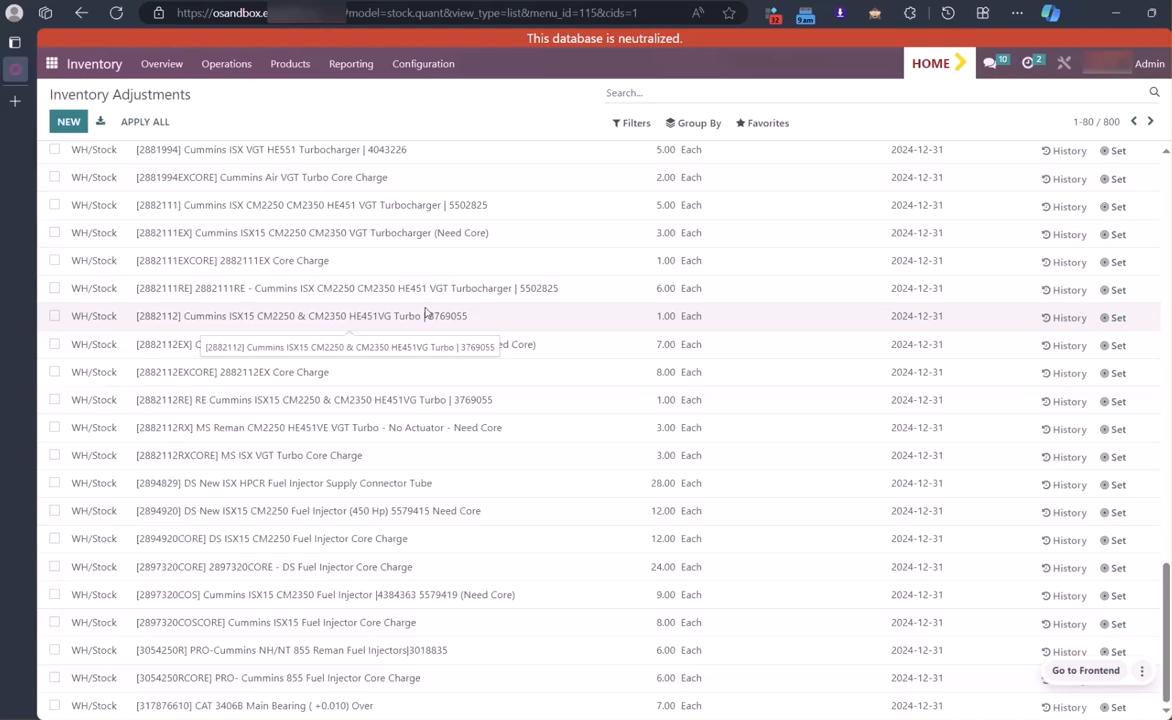 https://osandbox.e /model=stock.quant&view_type=list&menu_id=115&cids=1
32 9am
This database is neutralized.
Inventory Overview Operations Products Reporting Configuration HOME 10 2 Admin
Inventory Adjustments Search...
NEW APPLY ALL Filters Group By Favorites 1-80 / 800
WH/Stock [2881994] Cummins ISX VGT HE551 Turbocharger | 4043226 5.00 Each 2024-12-31 History Set
WH/Stock [2881994EXCORE] Cummins Air VGT Turbo Core Charge 2.00 Each 2024-12-31 History Set
WH/Stock [2882111] Cummins ISX CM2250 CM2350 HE451 VGT Turbocharger | 5502825 5.00 Each 2024-12-31 History Set
WH/Stock [2882111EX] Cummins ISX15 CM2250 CM2350 VGT Turbocharger (Need Core) 3.00 Each 2024-12-31 History Set
WH/Stock [2882111EXCORE] 2882111EX Core Charge 1.00 Each 2024-12-31 History Set
WH/Stock [2882111RE] 2882111RE - Cummins ISX CM2250 CM2350 HE451 VGT Turbocharger | 5502825 6.00 Each 2024-12-31 History Set
WH/Stock [2882112] Cummins ISX15 CM2250 & CM2350 HE451VG Turbo 3769055 1.00 Each 2024-12-31 History Set
WH/Stock [2882112EX] C ed Core) 7.00 Each 2024-12-31 History Set
[2882112] Cummins ISX15 CM2250 & CM2350 HE451VG Turbo | 3769055
WH/Stock [2882112EXCORE] 2882112EX Core Charge 8.00 Each 2024-12-31 History Set
WH/Stock [2882112RE] RE Cummins ISX15 CM2250 & CM2350 HE451VG Turbo | 3769055 1.00 Each 2024-12-31 History Set
WH/Stock [2882112RX] MS Reman CM2250 HE451VE VGT Turbo - No Actuator - Need Core 3.00 Each 2024-12-31 History Set
WH/Stock [2882112RXCORE] MS ISX VGT Turbo Core Charge 3.00 Each 2024-12-31 History Set
WH/Stock [2894829] DS New ISX HPCR Fuel Injector Supply Connector Tube 28.00 Each 2024-12-31 History Set
WH/Stock [2894920] DS New ISX15 CM2250 Fuel Injector (450 Hp) 5579415 Need Core 12.00 Each 2024-12-31 History Set
WH/Stock [2894920CORE] DS ISX15 CM2250 Fuel Injector Core Charge 12.00 Each 2024-12-31 History Set
WH/Stock [2897320CORE] 2897320CORE - DS Fuel Injector Core Charge 24.00 Each 2024-12-31 History Set
WH/Stock [2897320COS] Cummins ISX15 CM2350 Fuel Injector |4384363 5579419 (Need Core) 9.00 Each 2024-12-31 History Set
WH/Stock [2897320COSCORE] Cummins ISX15 Fuel Injector Core Charge 8.00 Each 2024-12-31 History Set
WH/Stock [3054250R] PRO-Cummins NH/NT 855 Reman Fuel Injectors|3018835 6.00 Each 2024-12-31 History Set
Go to Frontend
WH/Stock [3054250RCORE] PRO- Cummins 855 Fuel Injector Core Charge 6.00 Each 2024-12-31
WH/Stock [317876610] CAT 3406B Main Bearing ( +0.010) Over 7.00 Each 2024-12-31 History Set